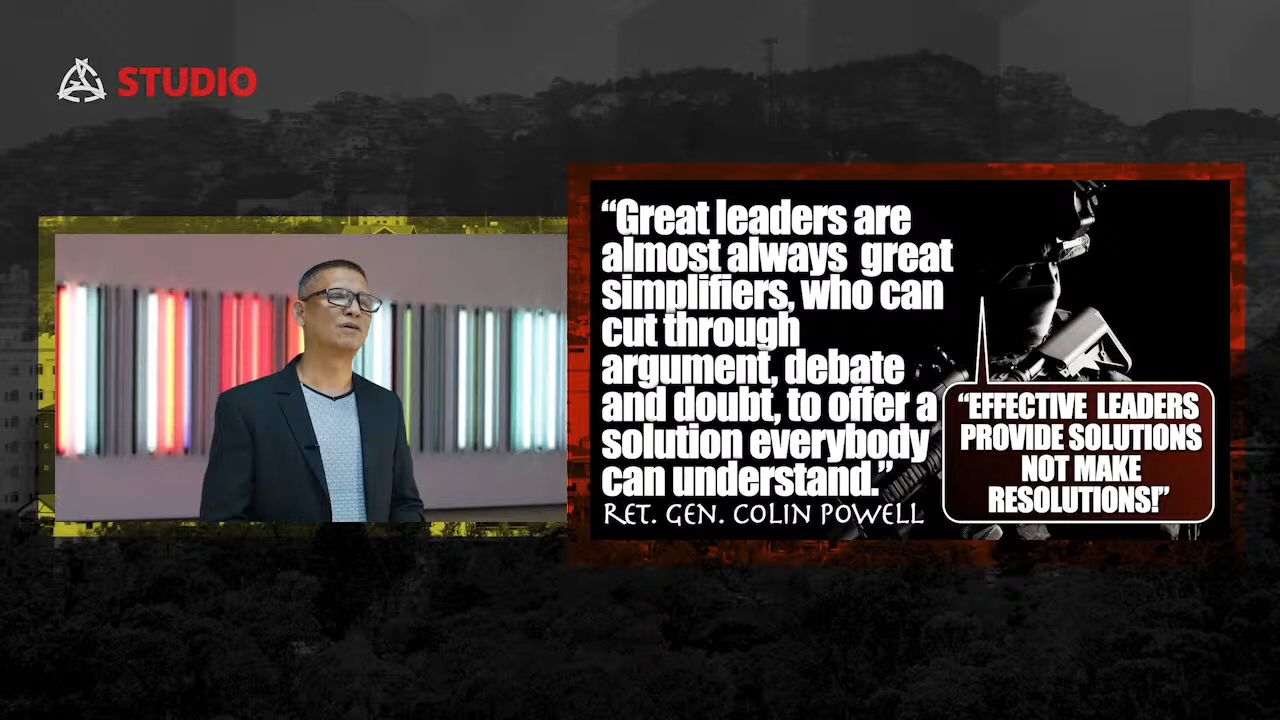 STUDIO
“Great leaders are
almost always great
simplifiers, who can
cut through
argument, debate
and doubt, to offer a
solution everybody
can understand.”
RET. GEN. COLIN POWELL
“EFFECTIVE LEADERS
PROVIDE SOLUTIONS
NOT MAKE
RESOLUTIONS!”